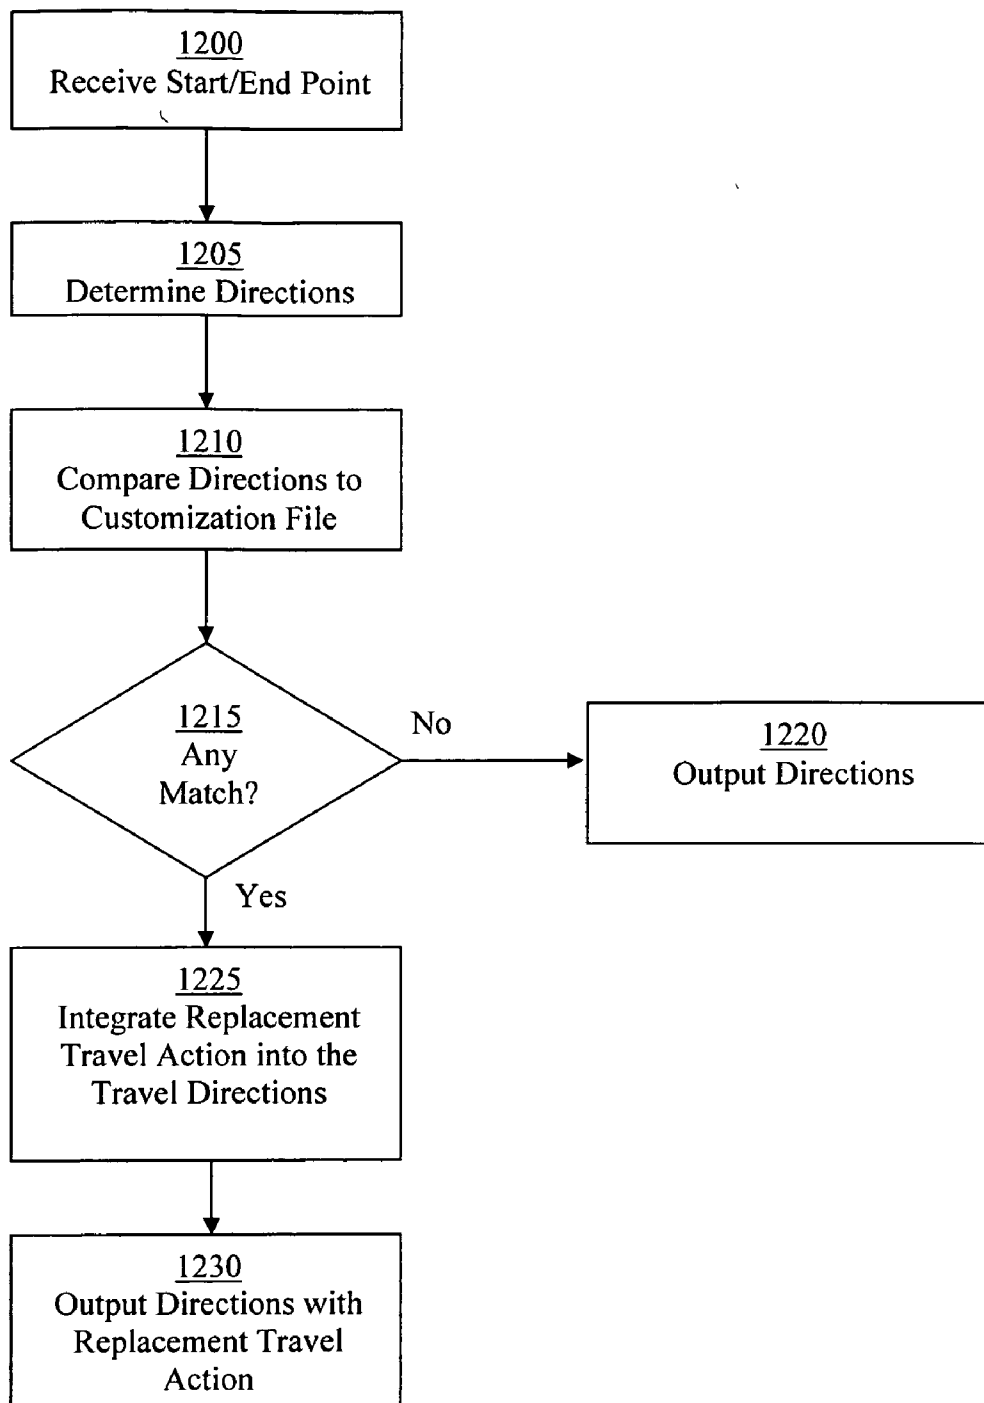 1200
Receive Start/End Point
1205
Determine Directions
1210
Compare Directions to
Customization File
1215
Any
Match?
No
1220
Output Directions
Yes
1225
Integrate Replacement
Travel Action into the
Travel Directions
1230
Output Directions with
Replacement Travel
Action